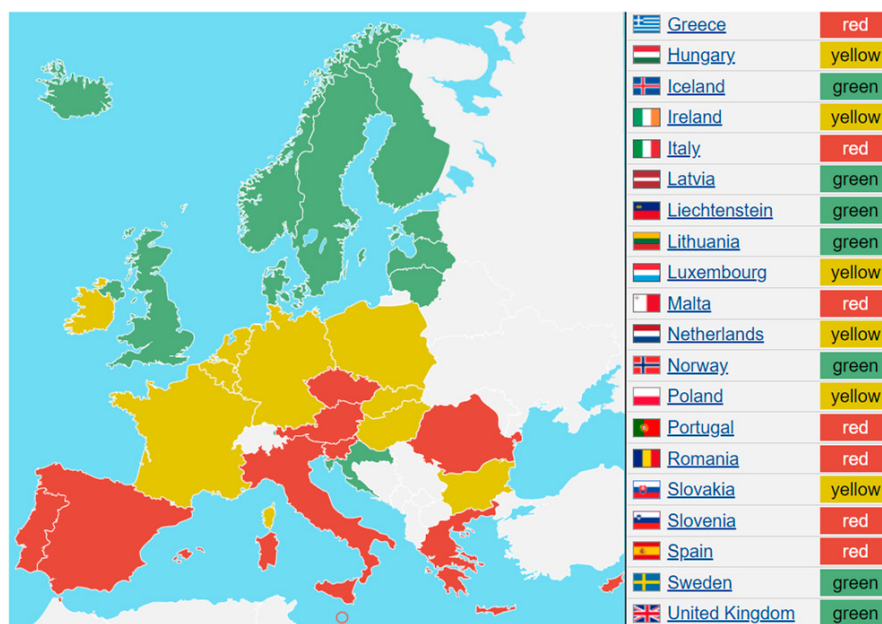 Greece red
Hungary yellow
Iceland green
Ireland yellow
Italy red
Latvia green
Liechtenstein green
Lithuania green
Luxembourg yellow
Malta red
Netherlands yellow
Norway green
Poland yellow
Portugal red
Romania red
Slovakia yellow
Slovenia red
Spain red
Sweden green
United Kingdom green